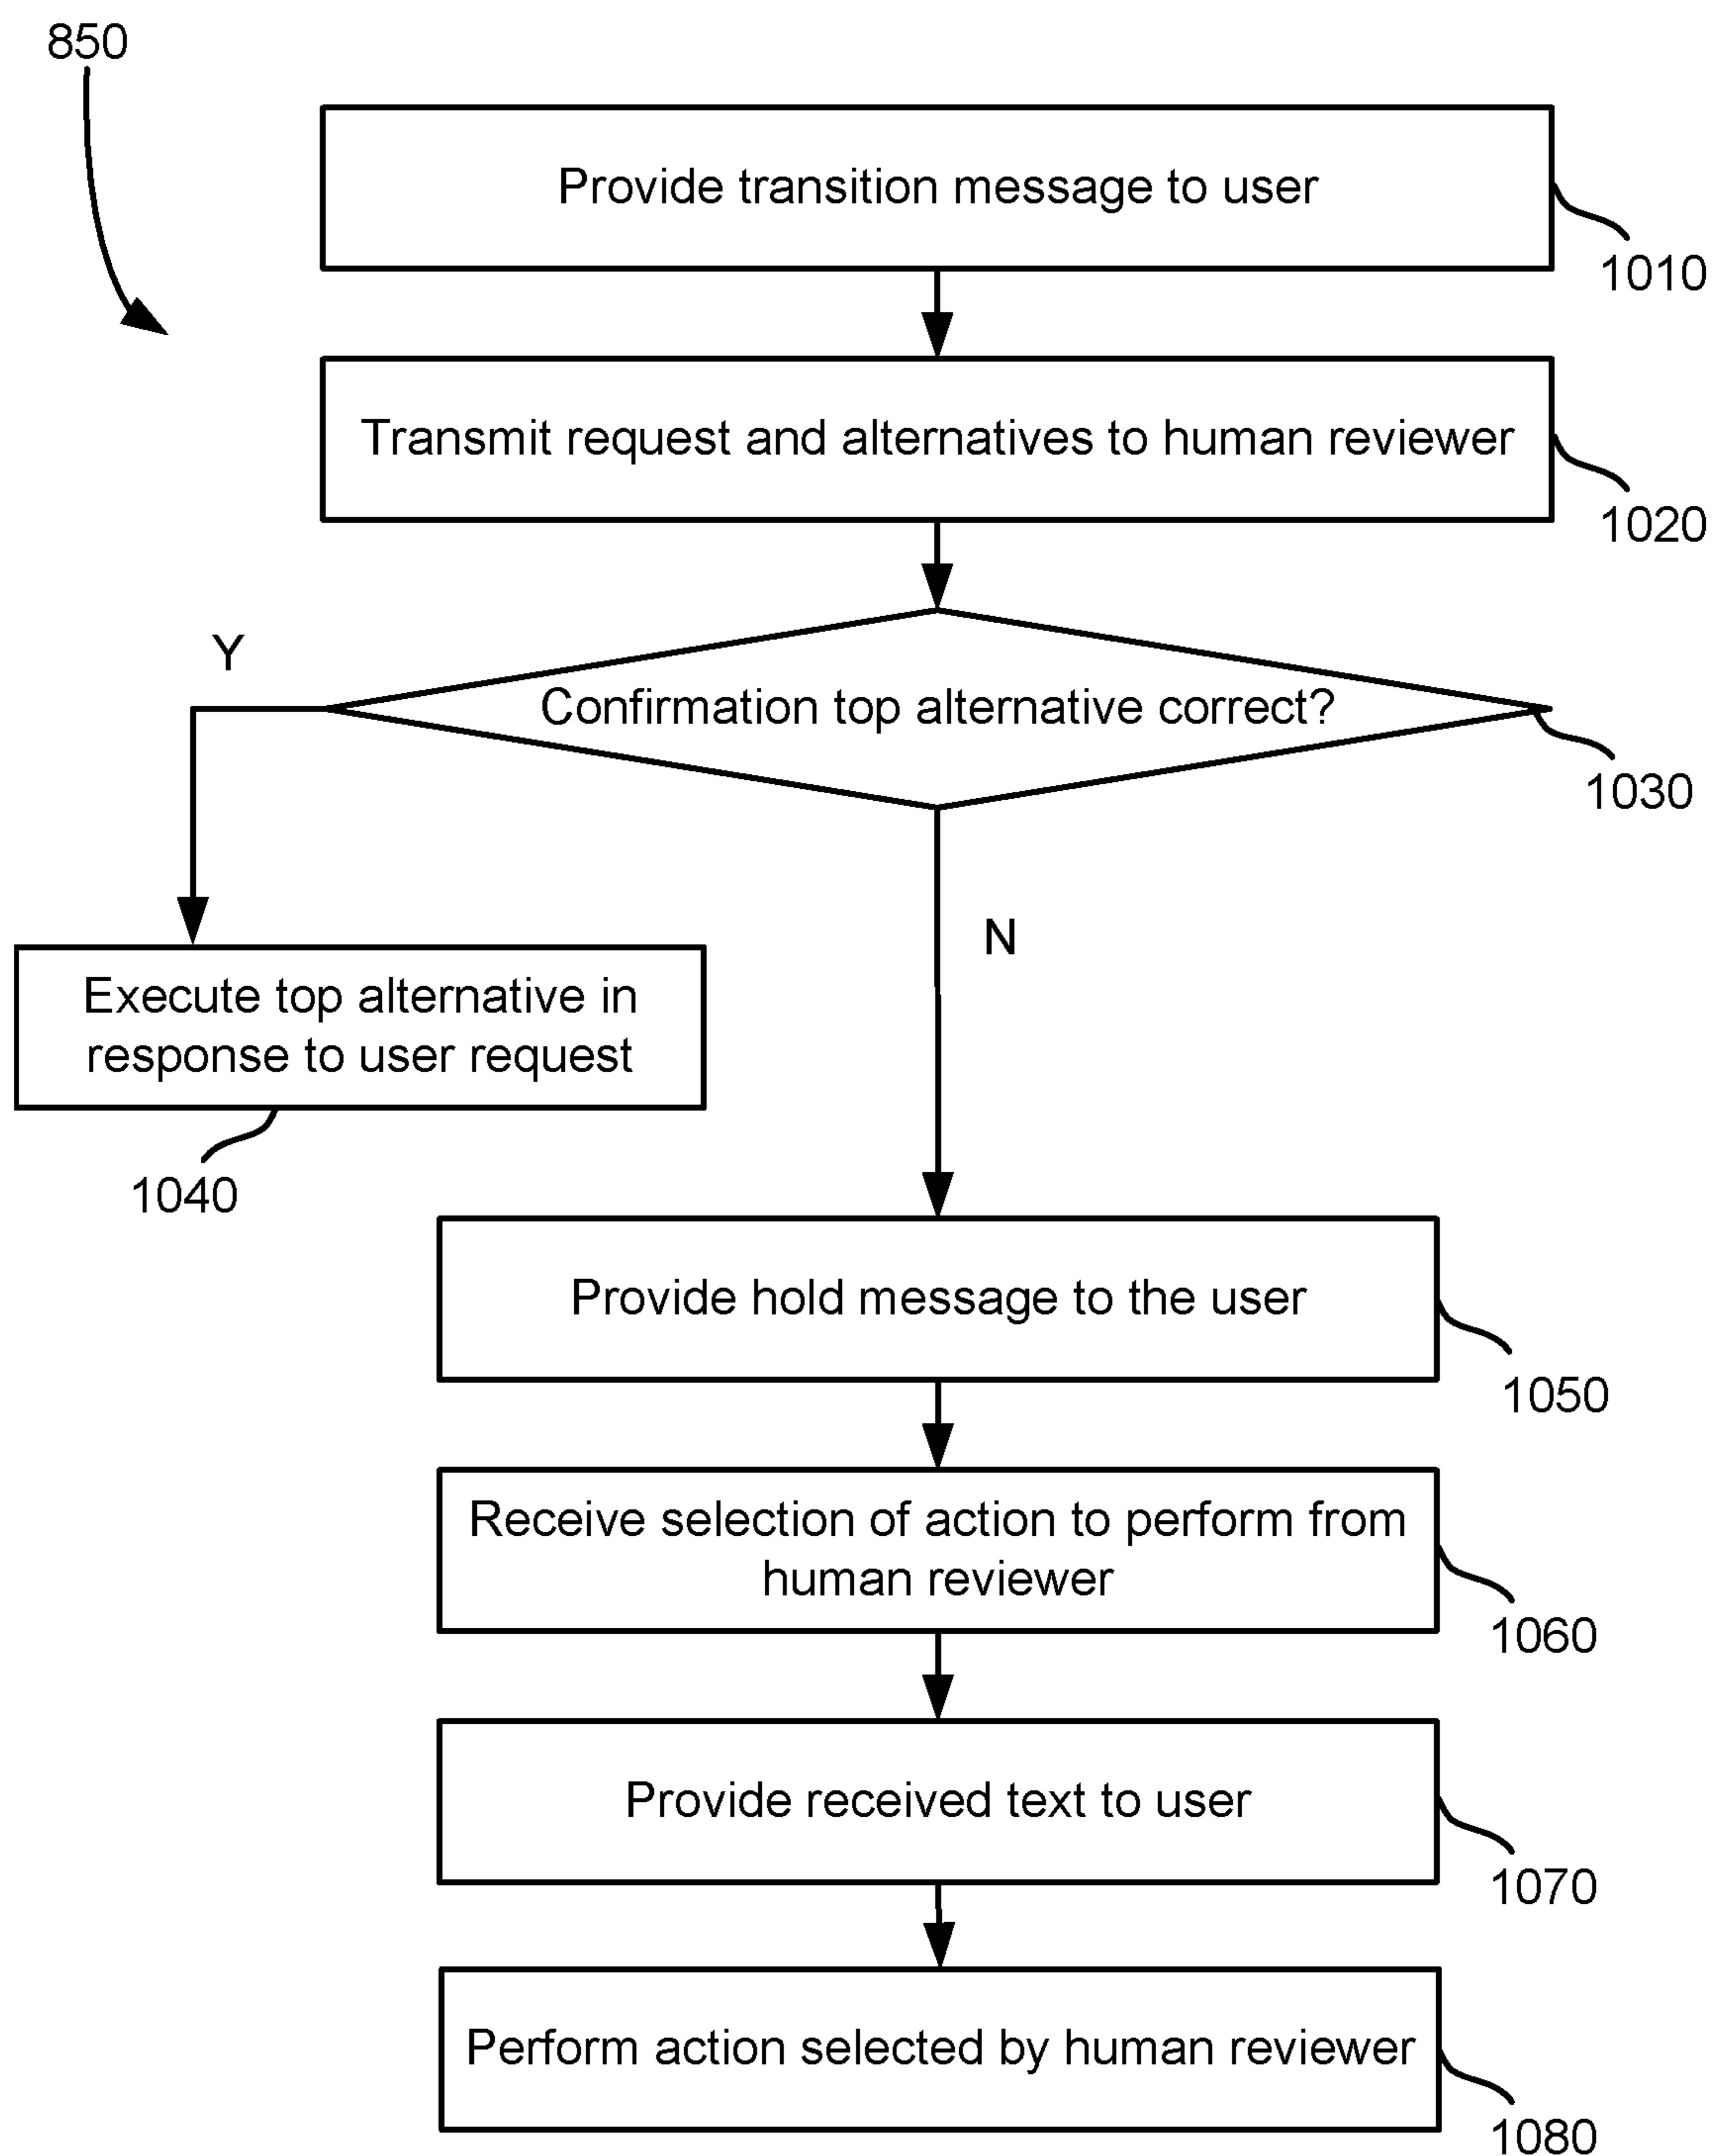 850
Provide transition message to user
1010
Transmit request and alternatives to human reviewer
1020
Y
Confirmation top alternative correct?
1030
N
Execute top alternative in
response to user request
1040
Provide hold message to the user
1050
Receive selection of action to perform from
human reviewer
1060
Provide received text to user
1070
Perform action selected by human reviewer
1080